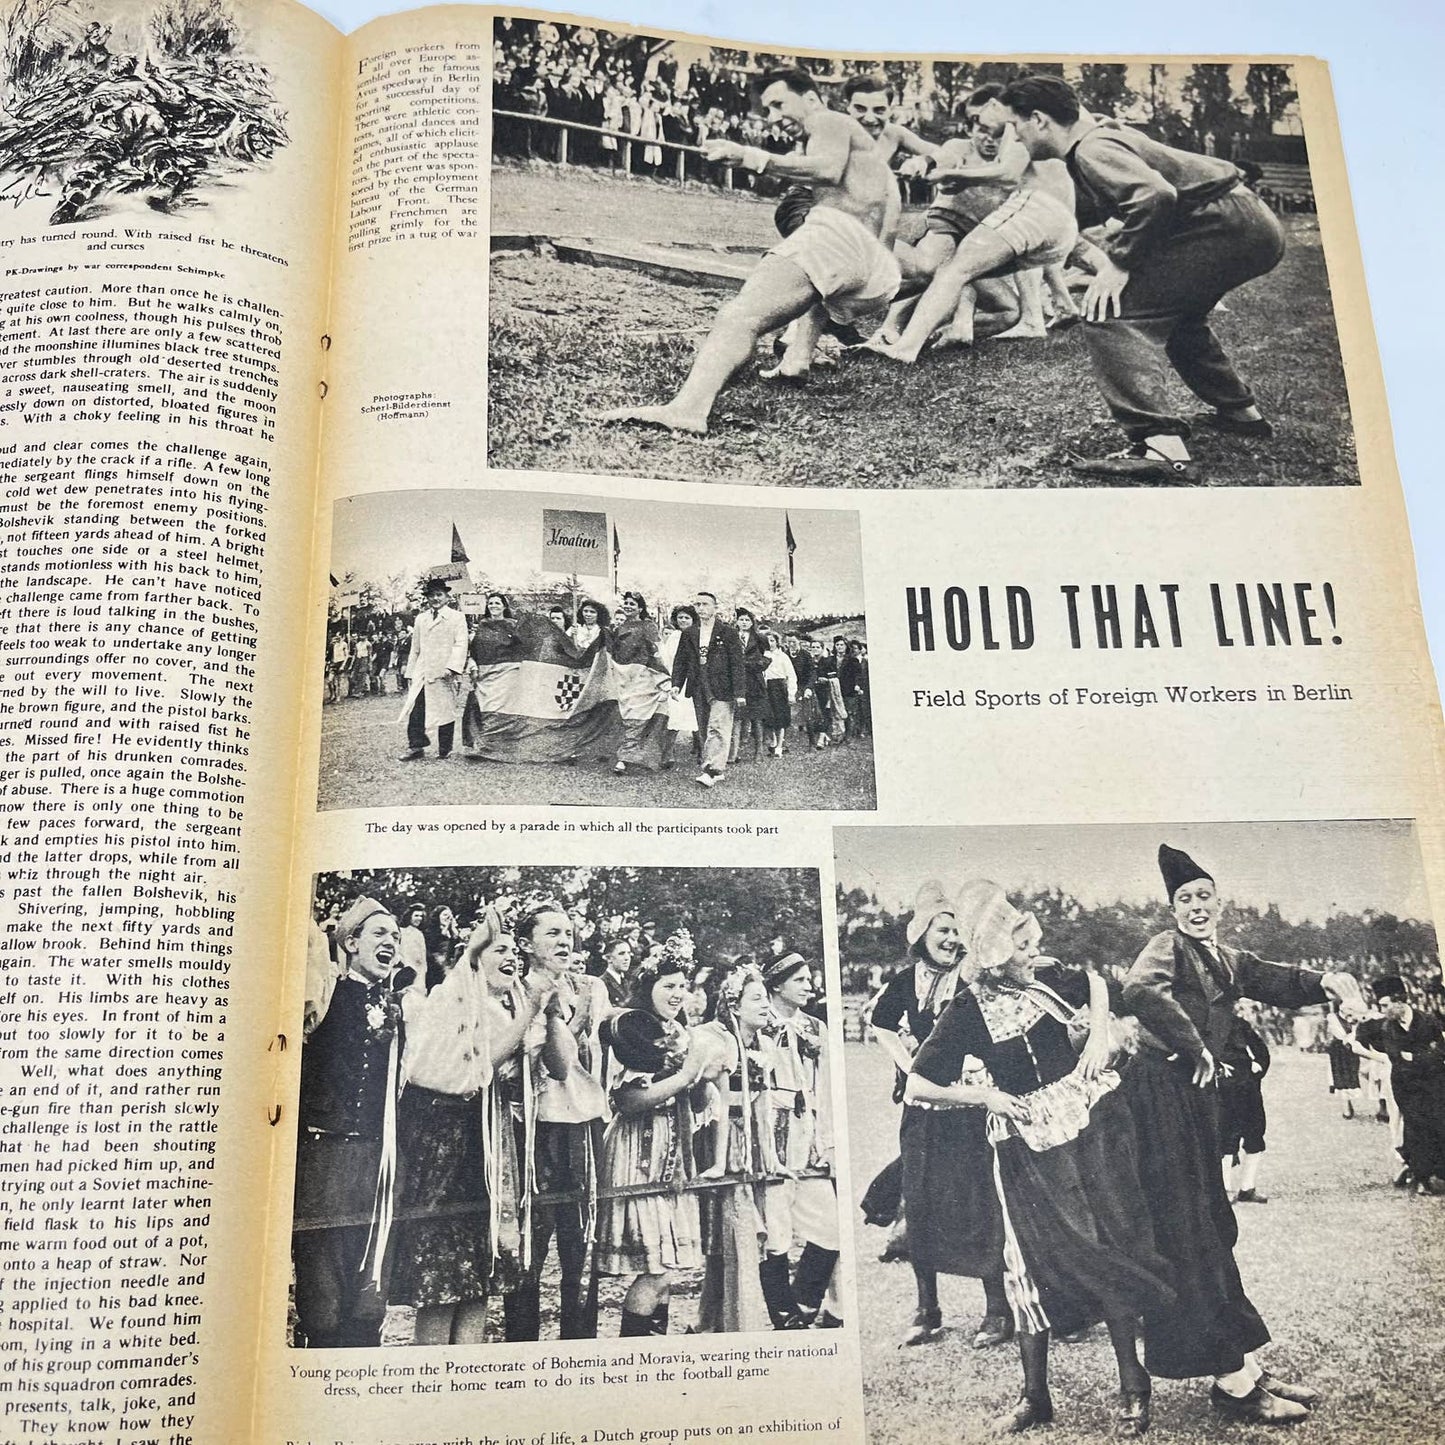 try has turned round. With raised fist he threatens
and curses
PK-Drawings by war correspondent Schimpke
greatest caution. More than once he is challen-
quite close to him. But he walks calmly on,
g at his own coolness, though his pulses throb
tement. At last there are only a few scattered
d the moonshine illumines black tree stumps.
ver stumbles through old deserted trenches
across dark shell-craters. The air is suddenly
a sweet, nauseating smell, and the moon
essly down on distorted, bloated figures in
s. With a choky feeling in his throat he
oud and clear comes the challenge again,
mediately by the crack if a rifle. A few long
the sergeant flings himself down on the
cold wet dew penetrates into his flying-
must be the foremost enemy positions.
Bolshevik standing between the forked
, not fifteen yards ahead of him. A bright
st touches one side or a steel helmet,
stands motionless with his back to him,
the landscape. He can't have noticed
challenge came from farther back. To
eft there is loud talking in the bushes,
re that there is any chance of getting
feels too weak to undertake any longer
surroundings offer no cover, and the
e out every movement. The next
rned by the will to live. Slowly the
he brown figure, and the pistol barks.
urned round and with raised fist he
es. Missed fire! He evidently thinks
the part of his drunken comrades.
ger is pulled, once again the Bolshe-
of abuse. There is a huge commotion
now there is only one thing to be
few paces forward, the sergeant
k and empties his pistol into him.
d the latter drops, while from all
whiz through the night air.
s past the fallen Bolshevik, his
Shivering, jumping, hobbling
make the next fifty yards and
allow brook. Behind him things
gain. The water smells mouldy
to taste it. With his clothes
elf on. His limbs are heavy as
fore his eyes. In front of him a
but too slowly for it to be a
from the same direction comes
Well, what does anything
e an end of it, and rather run
e-gun fire than perish slowly
challenge is lost in the rattle
hat he had been shouting
men had picked him up, and
trying out a Soviet machine-
n, he only learnt later when
field flask to his lips and
me warm food out of a pot,
onto a heap of straw. Nor
f the injection needle and
g applied to his bad knee.
hospital. We found him
om, lying in a white bed.
of his group commander's
m his squadron comrades.
presents, talk, joke, and
They know how they
I thought I saw the
Foreign workers from
all over Europe as-
sembled on the famous
Avus speedway in Berlin
for a successful day of
sporting competitions.
There were athletic con-
tests, national dances and
games, all of which elicit-
ed enthusiastic applause
on the part of the specta-
tors. The event was spon-
sored by the employment
bureau of the German
Labour Front. These
young Frenchmen are
pulling grimly for the
first prize in a tug of war
Photographs:
Scherl-Bilderdienst
(Hoffmann)
Kroatien
HOLD THAT LINE!
Field Sports of Foreign Workers in Berlin
The day was opened by a parade in which all the participants took part
Young people from the Protectorate of Bohemia and Moravia, wearing their national
dress, cheer their home team to do its best in the football game
with the joy of life, a Dutch group puts on an exhibition of